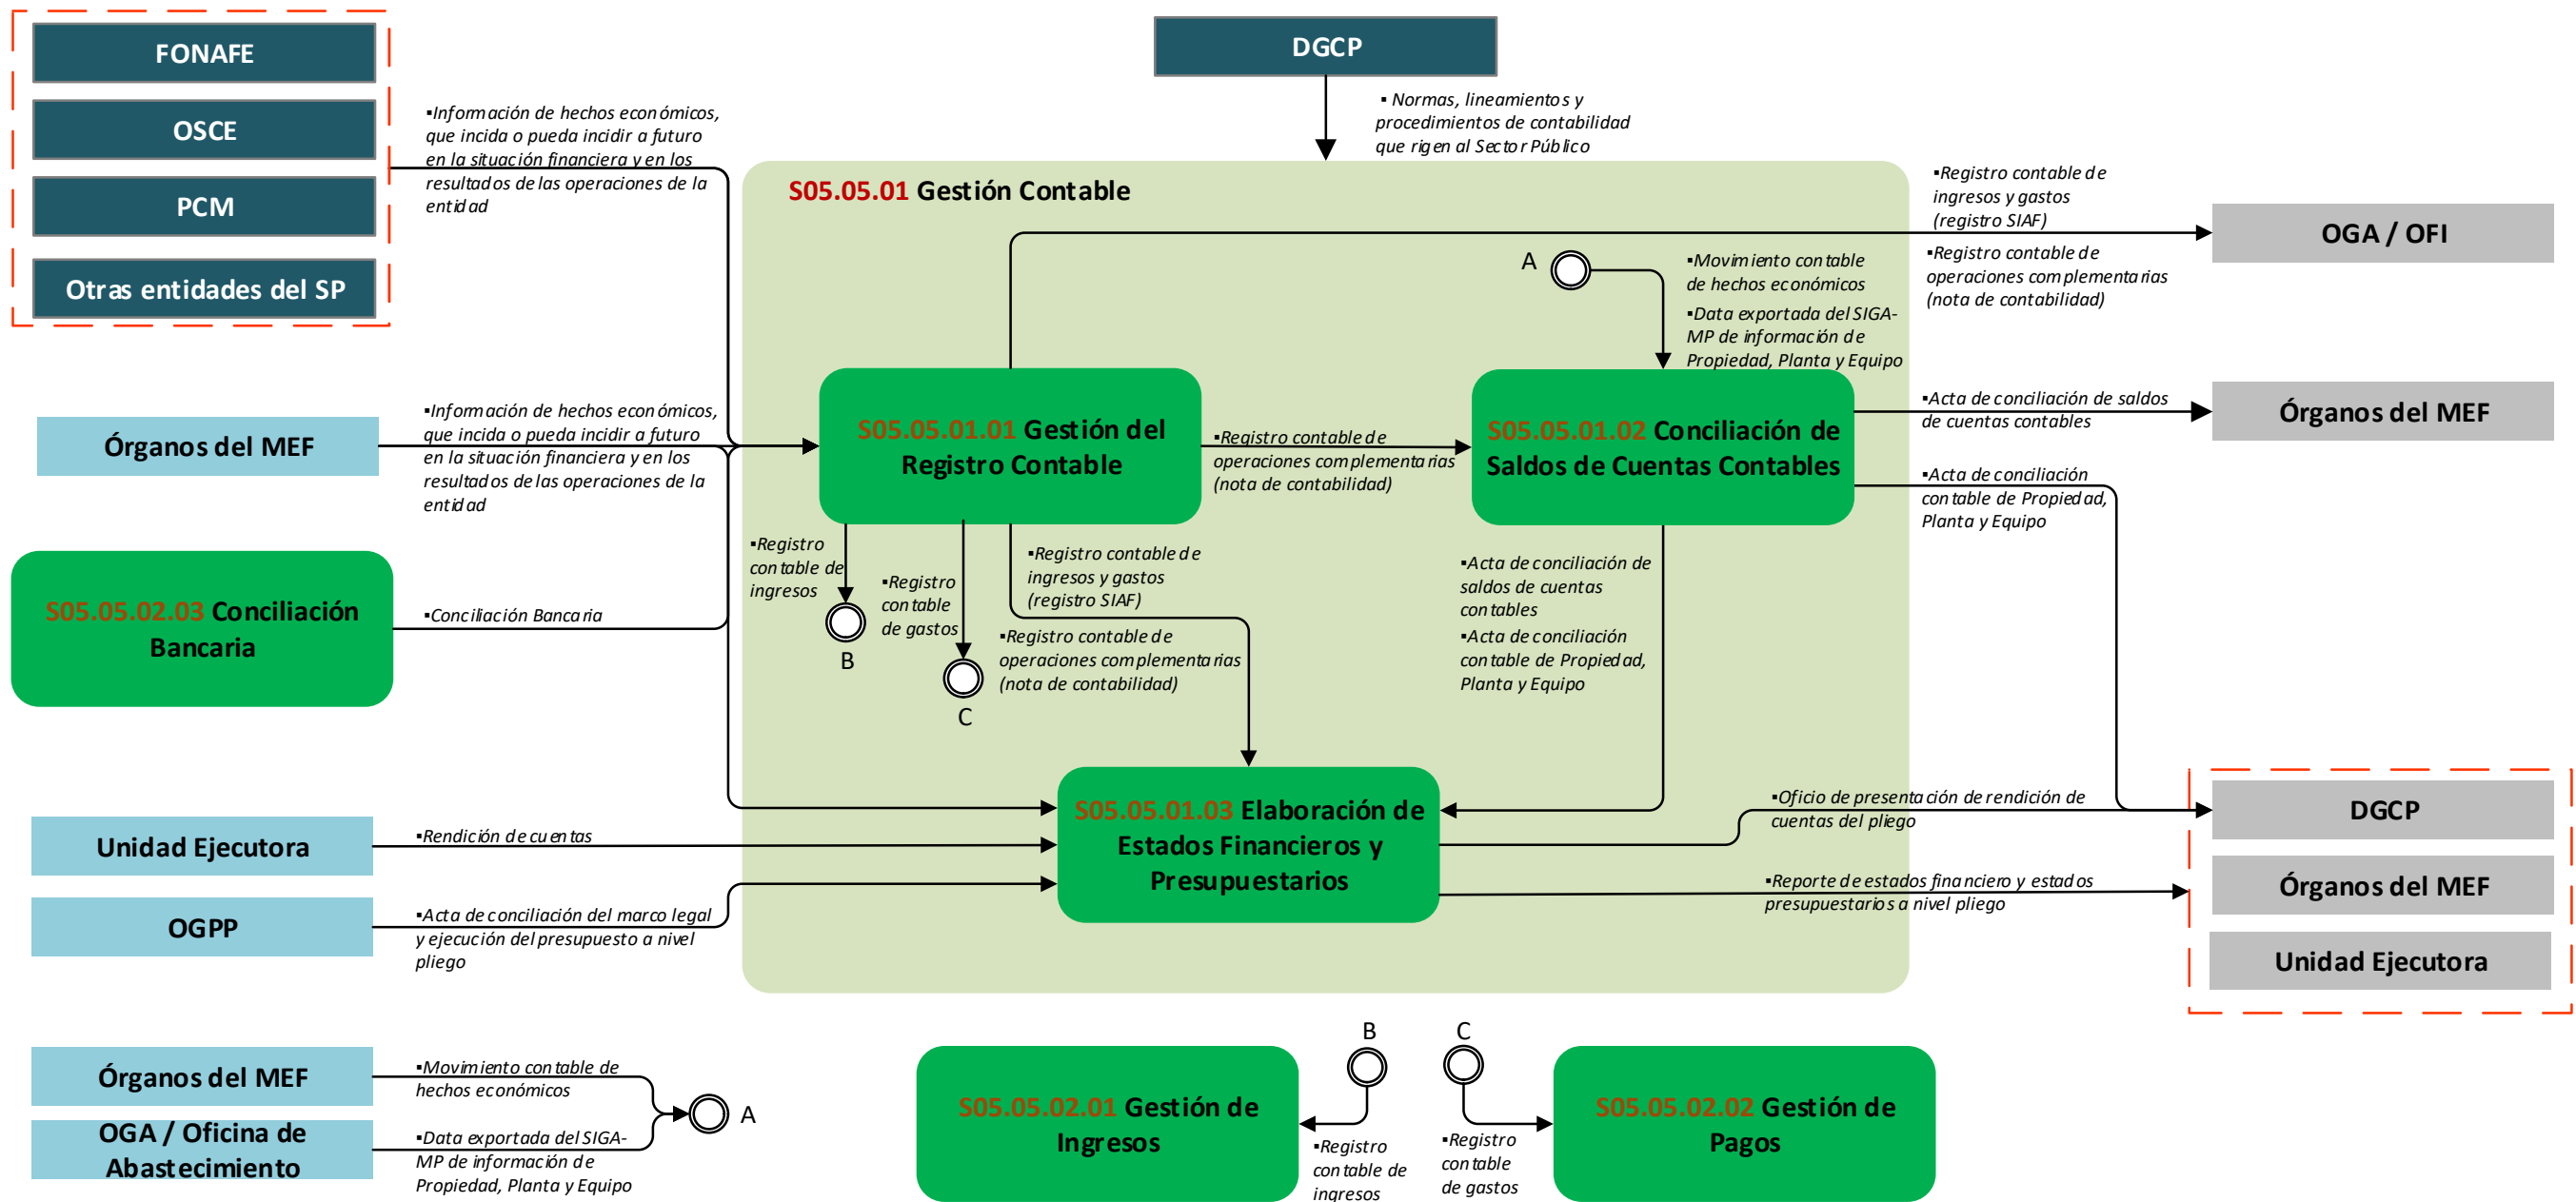 FONAFE
OSCE
PCM
Otras entidades del SP
▪Información de hechos económicos,
que incida o pueda incidir a futuro
en la situación financiera y en los
resultados de las operaciones de la
entidad
DGCP
▪ Normas, lineamientos y
procedimientos de contabilidad
que rigen al Sector Público
S05.05.01 Gestión Contable
▪Registro contable de
ingresos y gastos
(registro SIAF)
▪Registro contable de
operaciones complementarias
(nota de contabilidad)
OGA / OFI
A
▪Movimiento contable
de hechos económicos
▪Data exportada del SIGA-
MP de información de
Propiedad, Planta y Equipo
Órganos del MEF
▪Información de hechos económicos,
que incida o pueda incidir a futuro
en la situación financiera y en los
resultados de las operaciones de la
entidad
S05.05.01.01 Gestión del
Registro Contable
▪Registro contable de
operaciones complementarias
(nota de contabilidad)
S05.05.01.02 Conciliación de
Saldos de Cuentas Contables
▪Acta de conciliación de saldos
de cuentas contables
Órganos del MEF
▪Acta de conciliación
contable de Propiedad,
Planta y Equipo
S05.05.02.03 Conciliación
Bancaria
▪Conciliación Bancaria
▪Registro
contable de
ingresos
B
▪Registro
contable
de gastos
C
▪Registro contable de
ingresos y gastos
(registro SIAF)
▪Registro contable de
operaciones complementarias
(nota de contabilidad)
▪Acta de conciliación de
saldos de cuentas
contables
▪Acta de conciliación
contable de Propiedad,
Planta y Equipo
Unidad Ejecutora
▪Rendición de cuentas
OGPP
▪Acta de conciliación del marco legal
y ejecución del presupuesto a nivel
pliego
S05.05.01.03 Elaboración de
Estados Financieros y
Presupuestarios
▪Oficio de presentación de rendición de
cuentas del pliego
▪Reporte de estados financiero y estados
presupuestarios a nivel pliego
DGCP
Órganos del MEF
Unidad Ejecutora
Órganos del MEF
▪Movimiento contable de
hechos económicos
OGA / Oficina de
Abastecimiento
▪Data exportada del SIGA-
MP de información de
Propiedad, Planta y Equipo
A
S05.05.02.01 Gestión de
Ingresos
B
▪Registro
contable de
ingresos
C
▪Registro
contable
de gastos
S05.05.02.02 Gestión de
Pagos